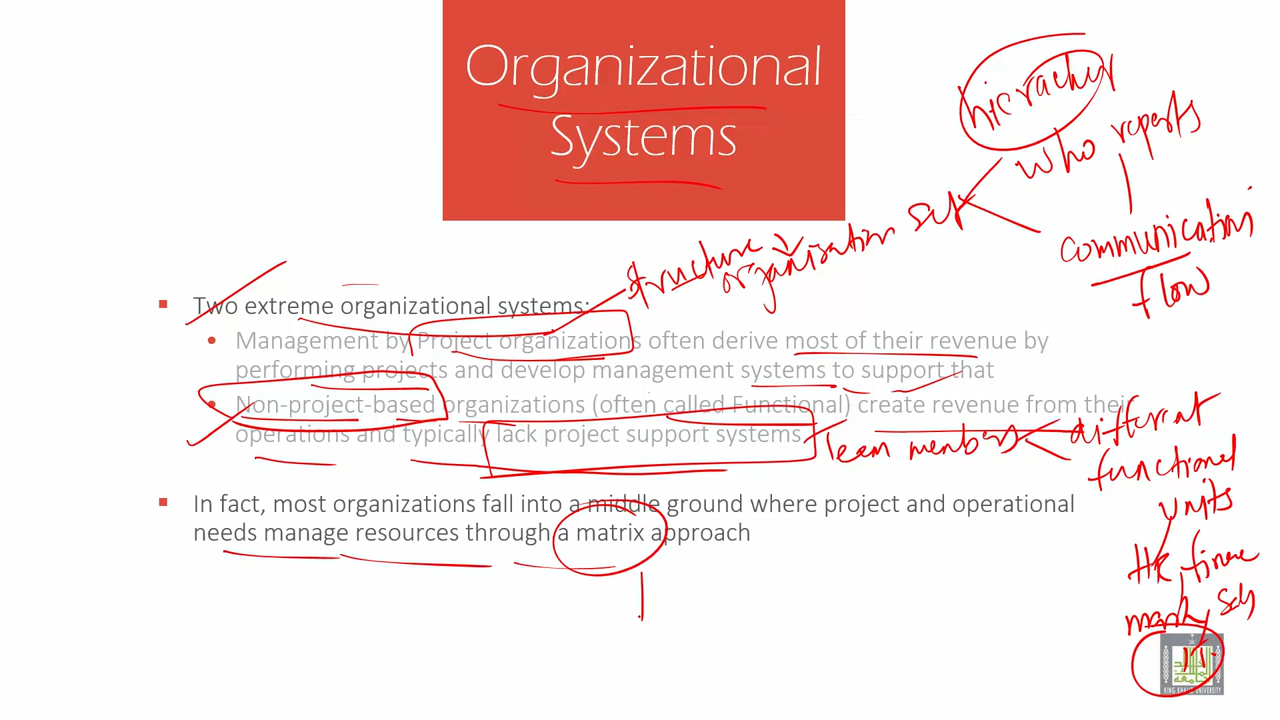 Organizational
Systems
hierachy
who reports
communication
flow
structure
organisation
Two extreme organizational systems:
Management by Project organizations often derive most of their revenue by
performing projects and develop management systems to support that
Non-project-based organizations (often called Functional) create revenue from their
operations and typically lack project support systems
Team members
different
functional
units
In fact, most organizations fall into a middle ground where project and operational
needs manage resources through a matrix approach
HR
KING KHALID UNIVERSITY